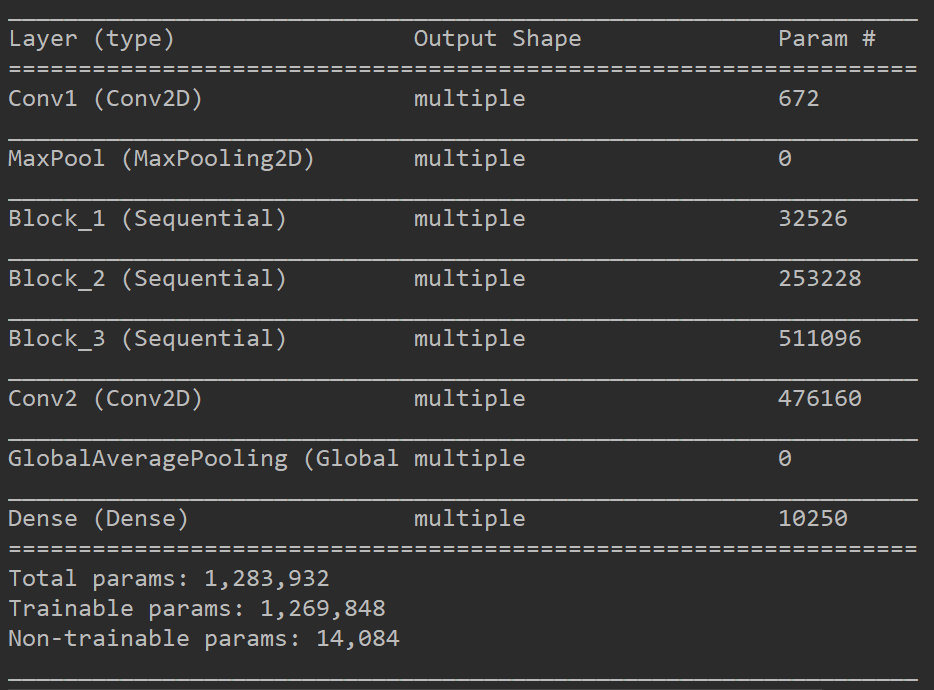 Layer (type) Output Shape Param #
=================================================================
Conv1 (Conv2D) multiple 672
MaxPool (MaxPooling2D) multiple 0
Block_1 (Sequential) multiple 32526
Block_2 (Sequential) multiple 253228
Block_3 (Sequential) multiple 511096
Conv2 (Conv2D) multiple 476160
GlobalAveragePooling (Global multiple 0
Dense (Dense) multiple 10250
=================================================================
Total params: 1,283,932
Trainable params: 1,269,848
Non-trainable params: 14,084